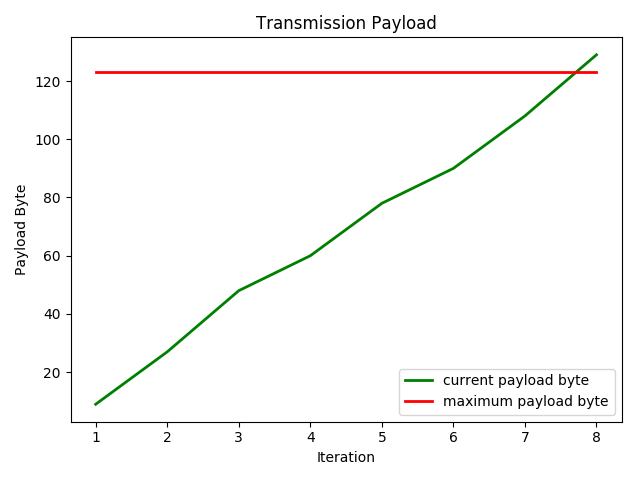 Transmission Payload
Payload Byte
120
100
80
60
40
20
1 2 3 4 5 6 7 8
Iteration
current payload byte
maximum payload byte